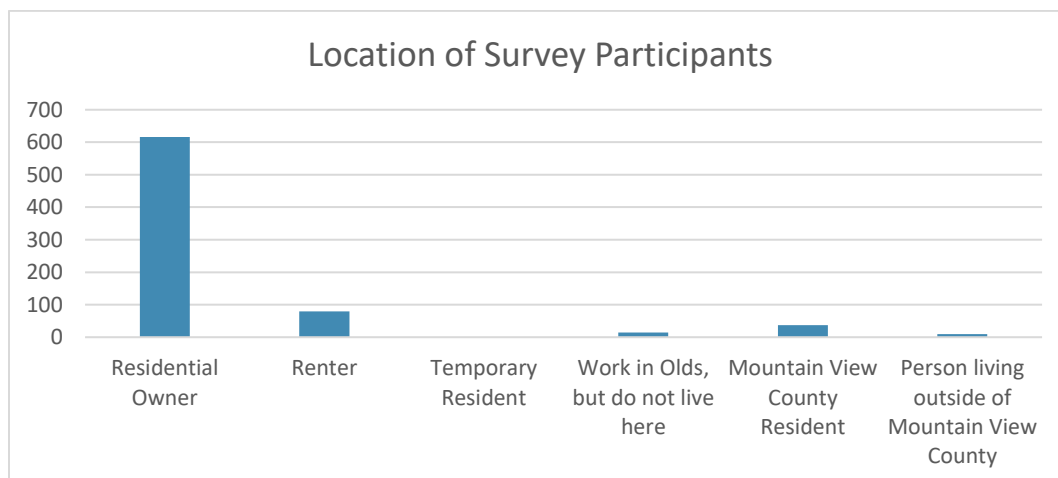 Location of Survey Participants
700
600
500
400
300
200
100
0
Residential
Owner
Renter
Temporary
Resident
Work in Olds,
but do not live
here
Mountain View
County
Resident
Person living
outside of
Mountain View
County